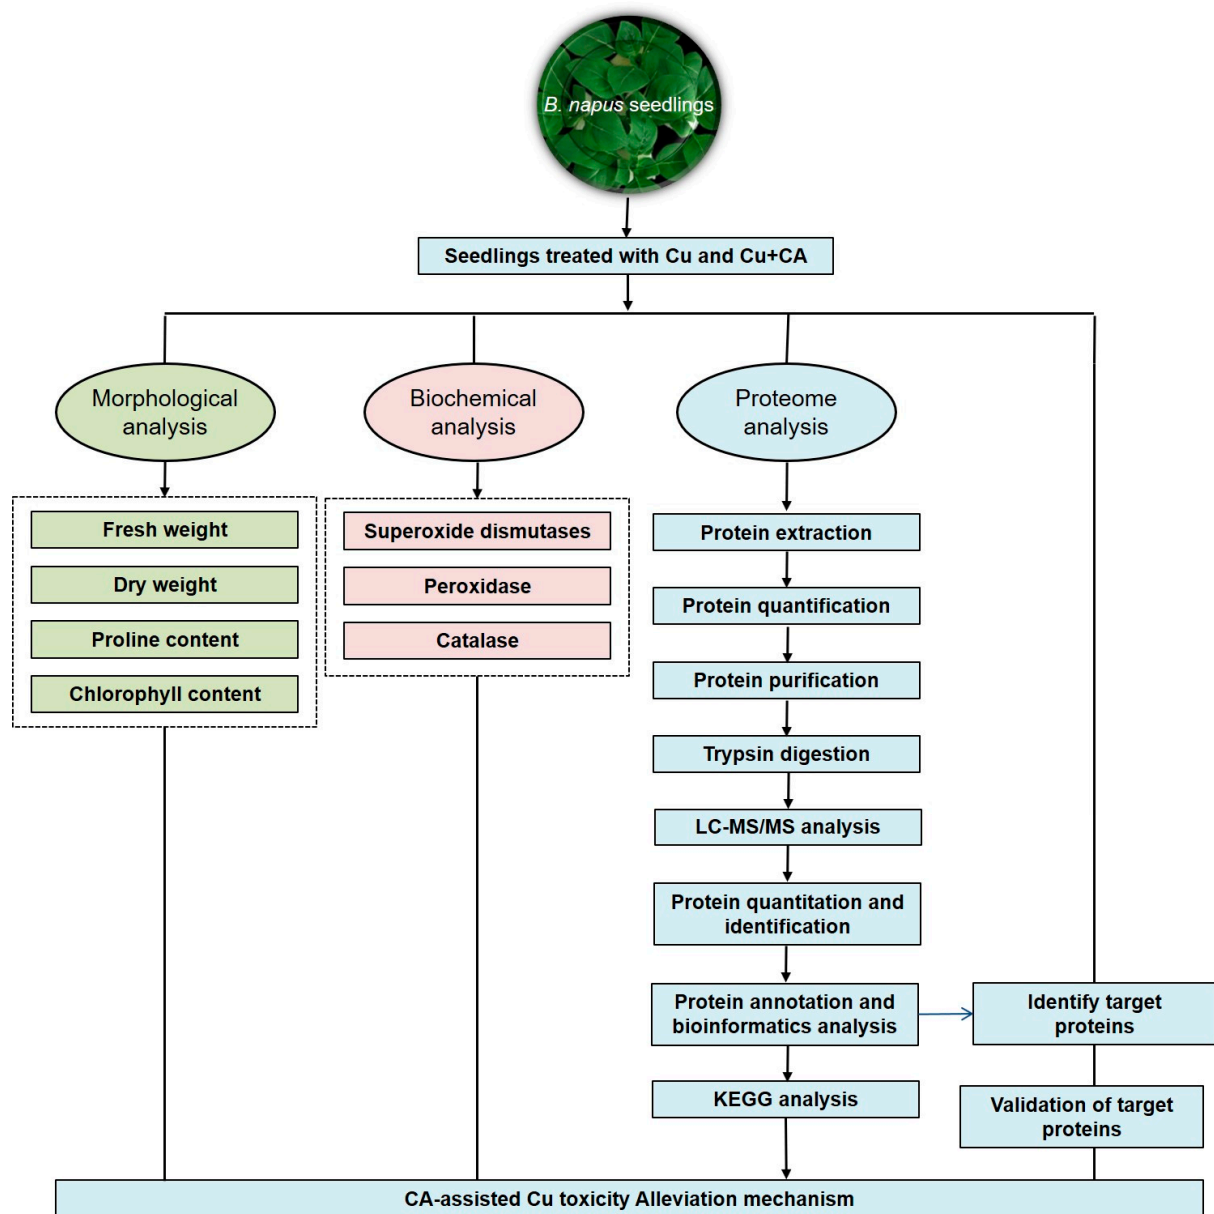 B. napus seedlings
Seedlings treated with Cu and Cu+CA
Morphological
analysis
Fresh weight
Dry weight
Proline content
Chlorophyll content
Biochemical
analysis
Superoxide dismutases
Peroxidase
Catalase
Proteome
analysis
Protein extraction
Protein quantification
Protein purification
Trypsin digestion
LC-MS/MS analysis
Protein quantitation and
identification
Protein annotation and
bioinformatics analysis
KEGG analysis
Identify target
proteins
Validation of target
proteins
CA-assisted Cu toxicity Alleviation mechanism